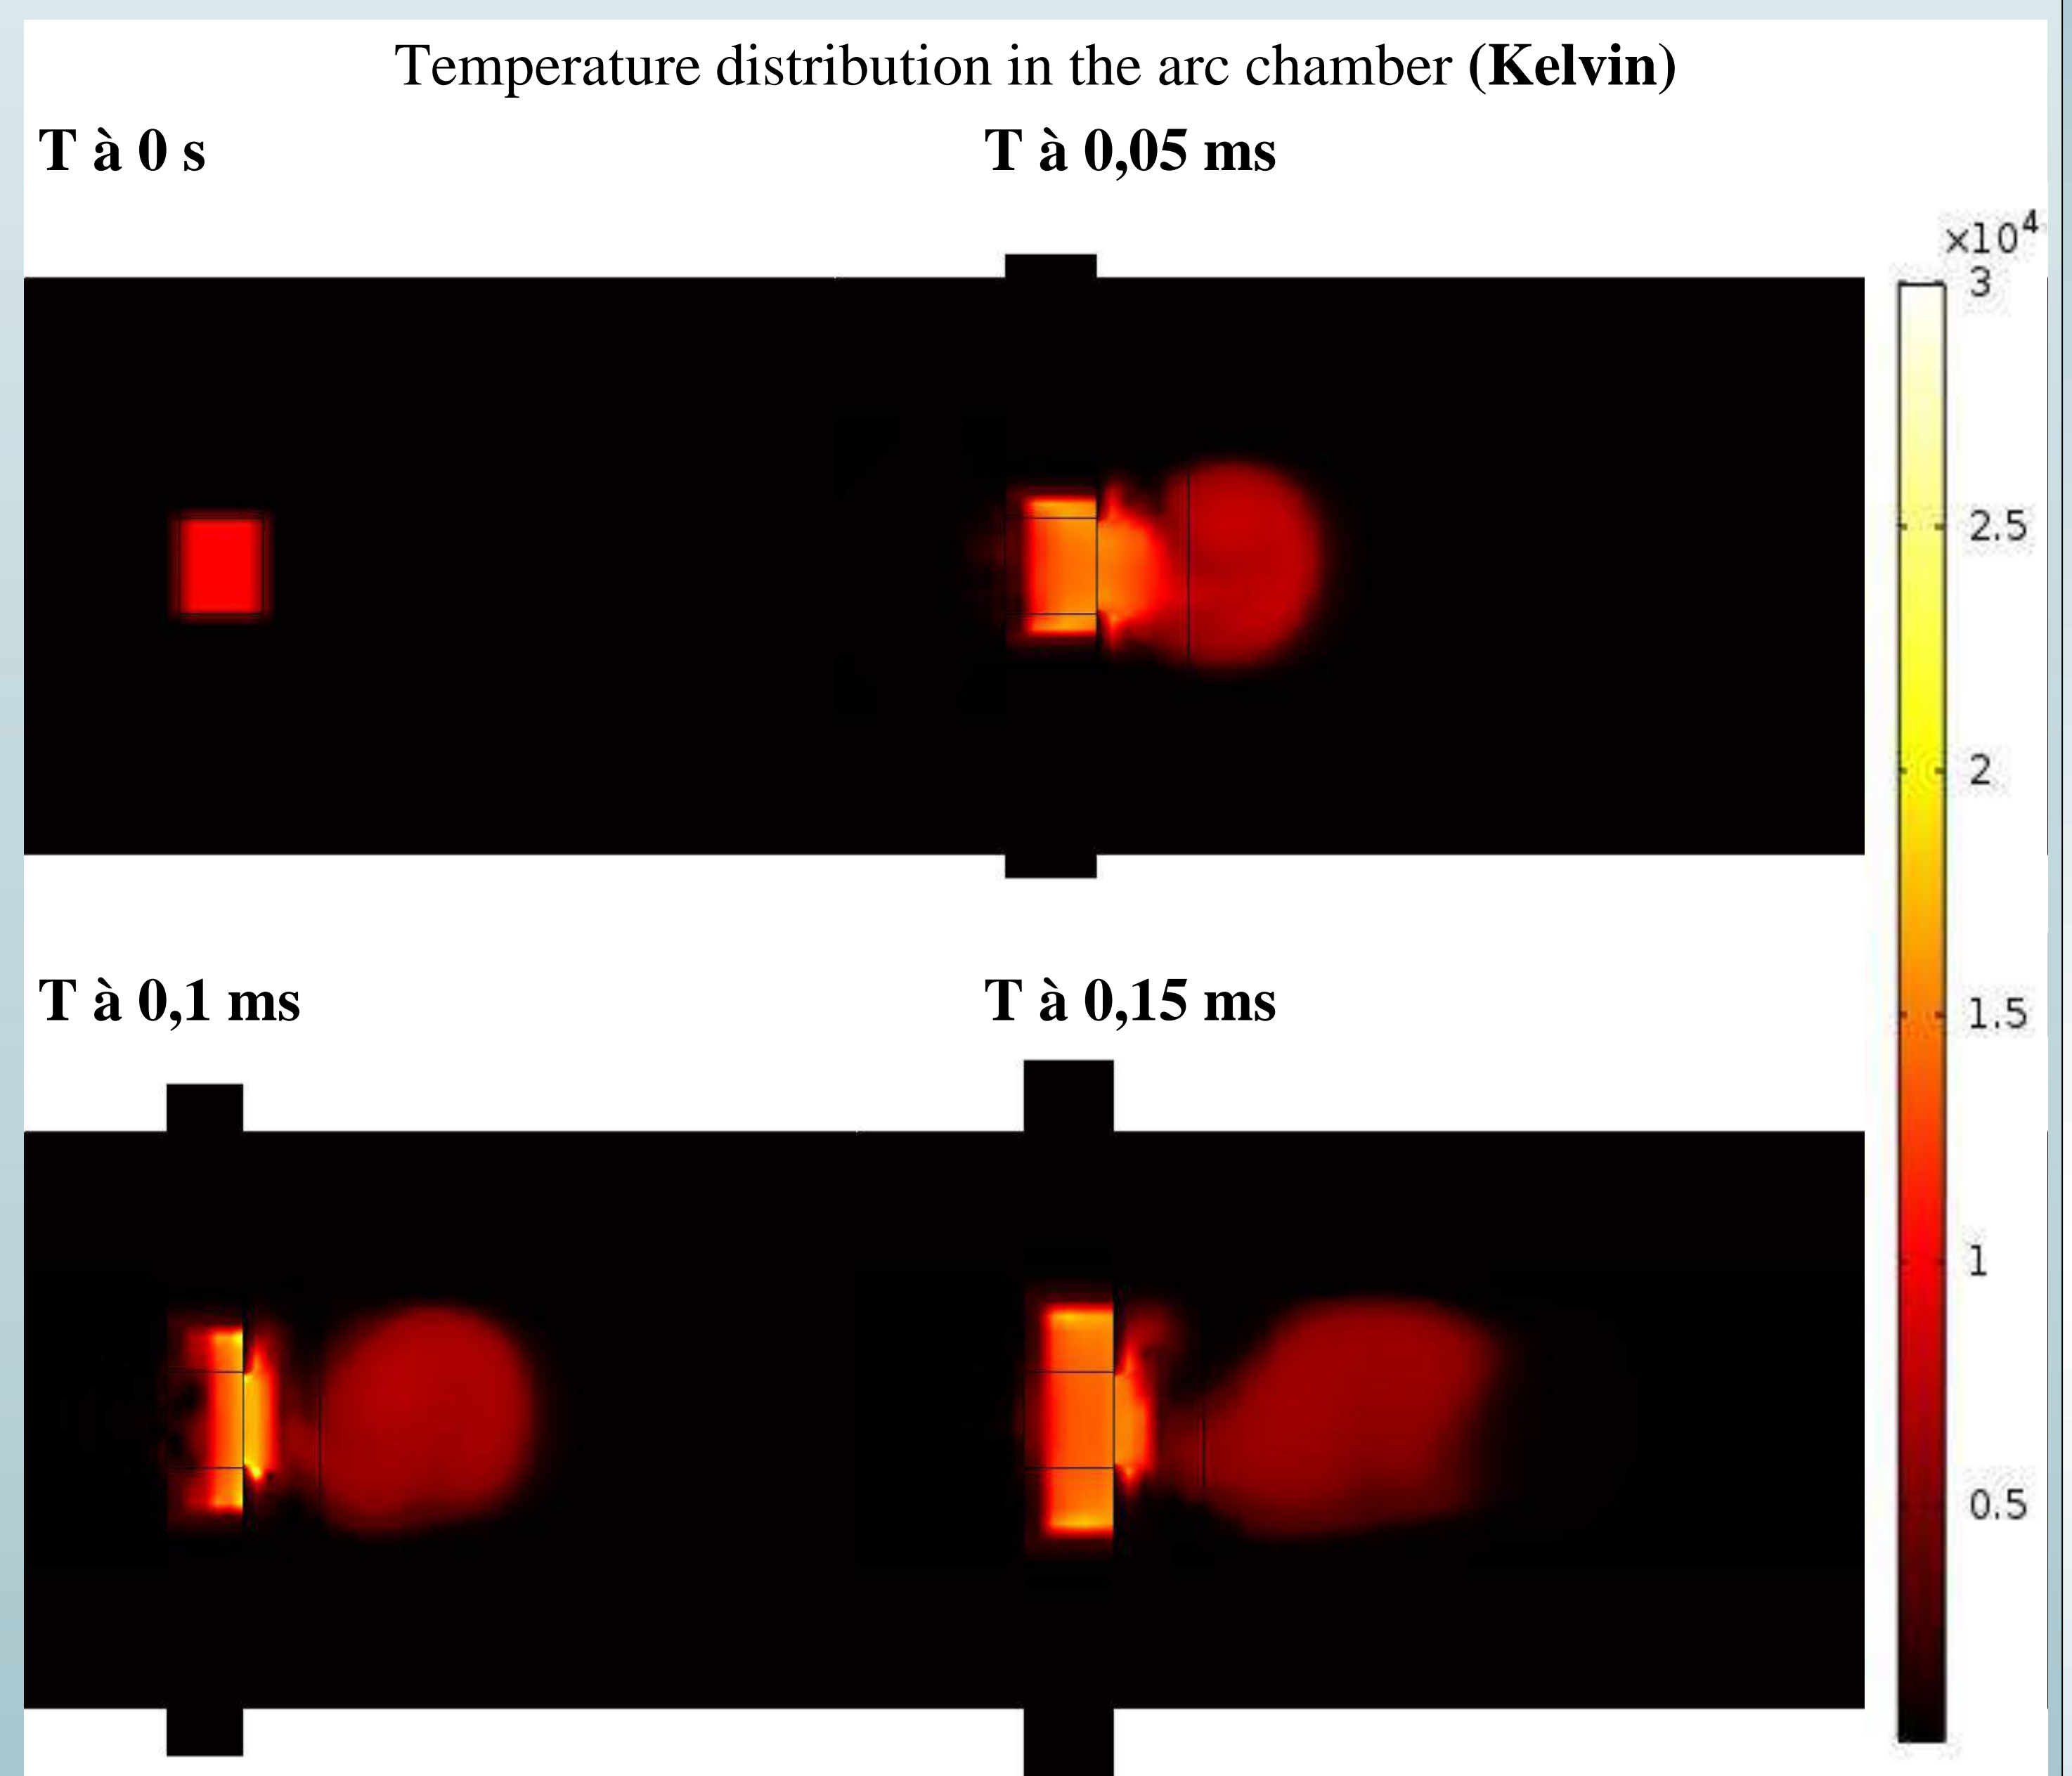 Temperature distribution in the arc chamber (Kelvin)
T à 0 s
T à 0,05 ms
×10⁴
3
2.5
2
1.5
1
0.5
T à 0,1 ms
T à 0,15 ms